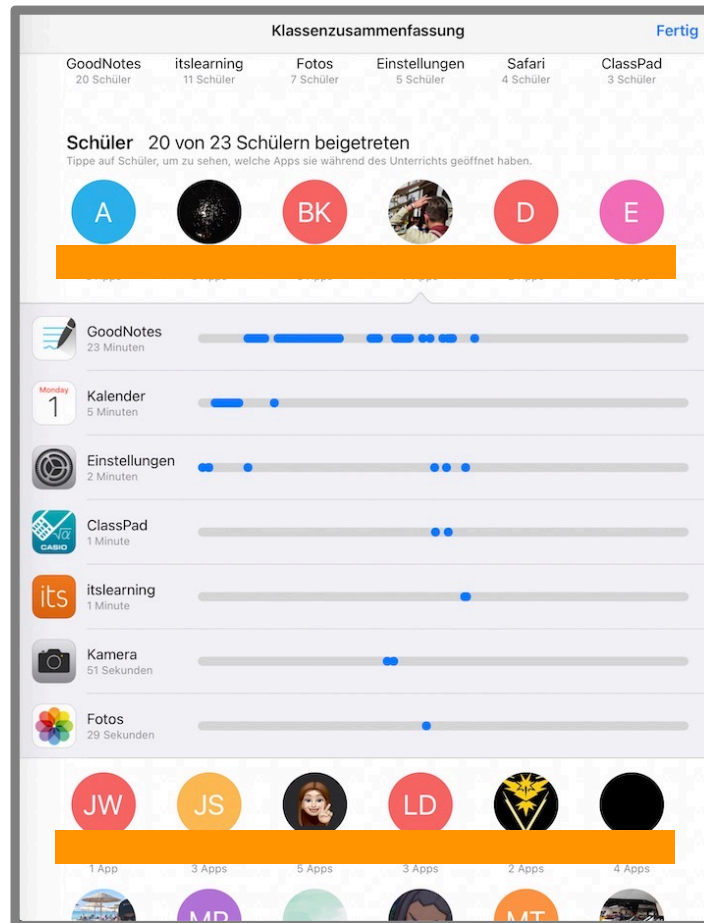 Klassenzusammenfassung
Fertig
GoodNotes itslearning Fotos Einstellungen Safari ClassPad
20 Schüler 11 Schüler 7 Schüler 5 Schüler 4 Schüler 3 Schüler
Schüler 20 von 23 Schülern beigetreten
Tippe auf Schüler, um zu sehen, welche Apps sie während des Unterrichts geöffnet haben.
A BK D E
GoodNotes
23 Minuten
Monday
1
Kalender
5 Minuten
Einstellungen
2 Minuten
√α
CASIO
ClassPad
1 Minute
its
itslearning
1 Minute
Kamera
51 Sekunden
Fotos
29 Sekunden
JW JS LD
1 App 3 Apps 5 Apps 3 Apps 2 Apps 4 Apps
MT